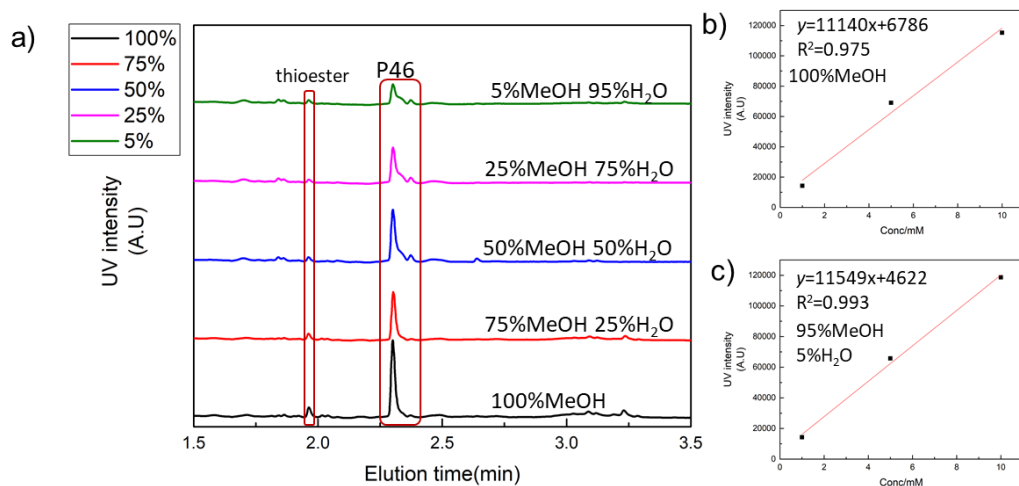 a)
100%
75%
50%
25%
5%
thioester
P46
5%MeOH 95%H₂O
25%MeOH 75%H₂O
50%MeOH 50%H₂O
75%MeOH 25%H₂O
100%MeOH
UV intensity
(A.U)
1.5 2.0 2.5 3.0 3.5
Elution time(min)
b)
y=11140x+6786
R²=0.975
100%MeOH
UV intensity
(A.U)
120000
100000
80000
60000
40000
20000
0
0 2 4 6 8 10
Conc/mM
c)
y=11549x+4622
R²=0.993
95%MeOH
5%H₂O
UV intensity
(A.U)
120000
100000
80000
60000
40000
20000
0
0 2 4 6 8 10
Conc/mM